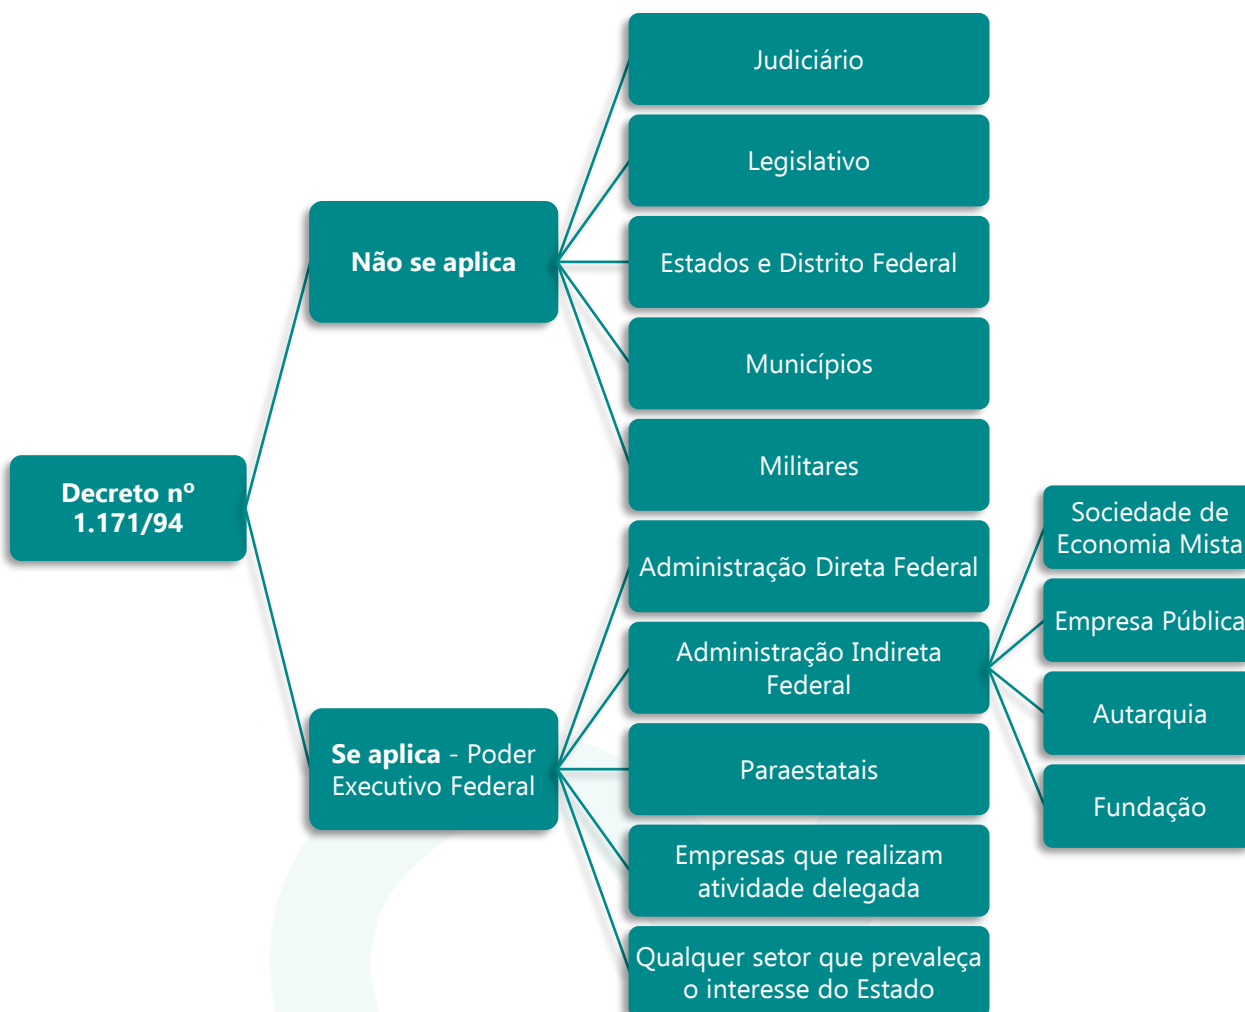 Decreto nº
1.171/94
Não se aplica
Judiciário
Legislativo
Estados e Distrito Federal
Municípios
Militares
Se aplica - Poder
Executivo Federal
Administração Direta Federal
Administração Indireta
Federal
Sociedade de
Economia Mista
Empresa Pública
Autarquia
Fundação
Paraestatais
Empresas que realizam
atividade delegada
Qualquer setor que prevaleça
o interesse do Estado